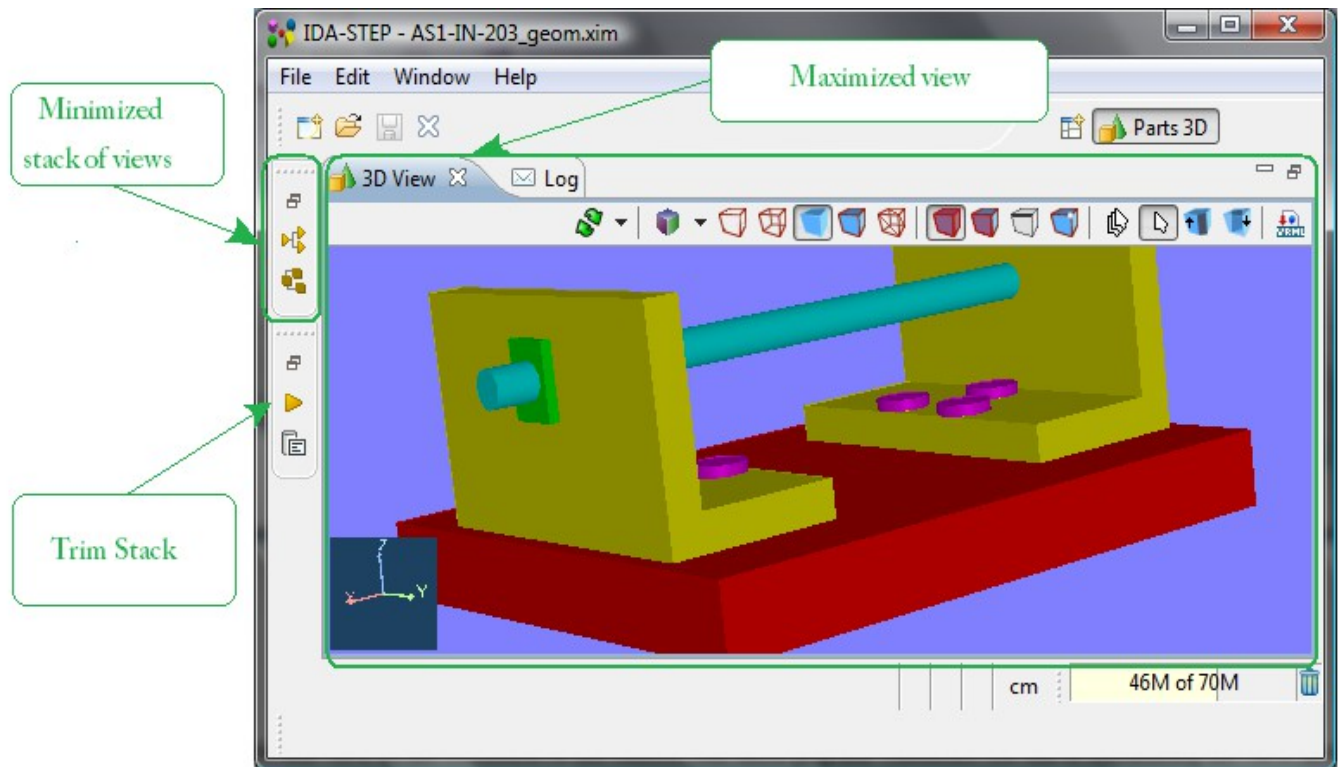 IDA-STEP - AS1-IN-203_geom.xim
File Edit Window Help
Maximized view
Minimized
stack of views
Parts 3D
3D View
Log
VRML
Trim Stack
Z
X
Y
cm
46M of 70M